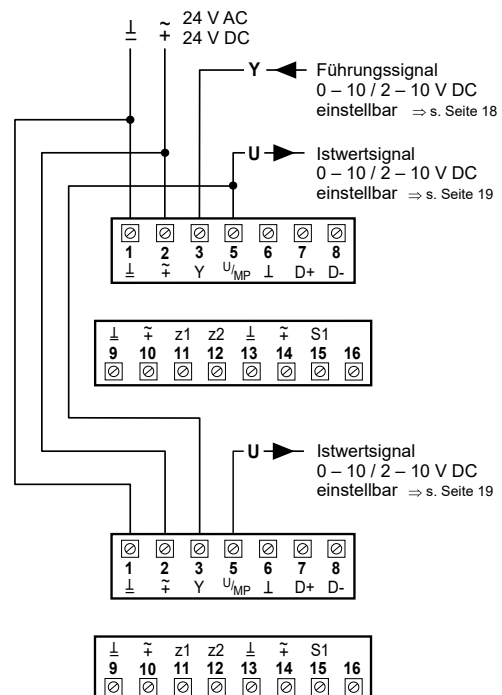 ⊥ ~ 24 V AC
= + 24 V DC
Y Führungssignal
0 – 10 / 2 – 10 V DC
einstellbar ⇒ s. Seite 18
U Istwertsignal
0 – 10 / 2 – 10 V DC
einstellbar ⇒ s. Seite 19
1 2 3 5 6 7 8
⊥ ~+ Y U/MP ⊥ D+ D-
⊥ ~+ z1 z2 ⊥ ~+ S1
9 10 11 12 13 14 15 16
U Istwertsignal
0 – 10 / 2 – 10 V DC
einstellbar ⇒ s. Seite 19
1 2 3 5 6 7 8
⊥ ~+ Y U/MP ⊥ D+ D-
⊥ ~+ z1 z2 ⊥ ~+ S1
9 10 11 12 13 14 15 16